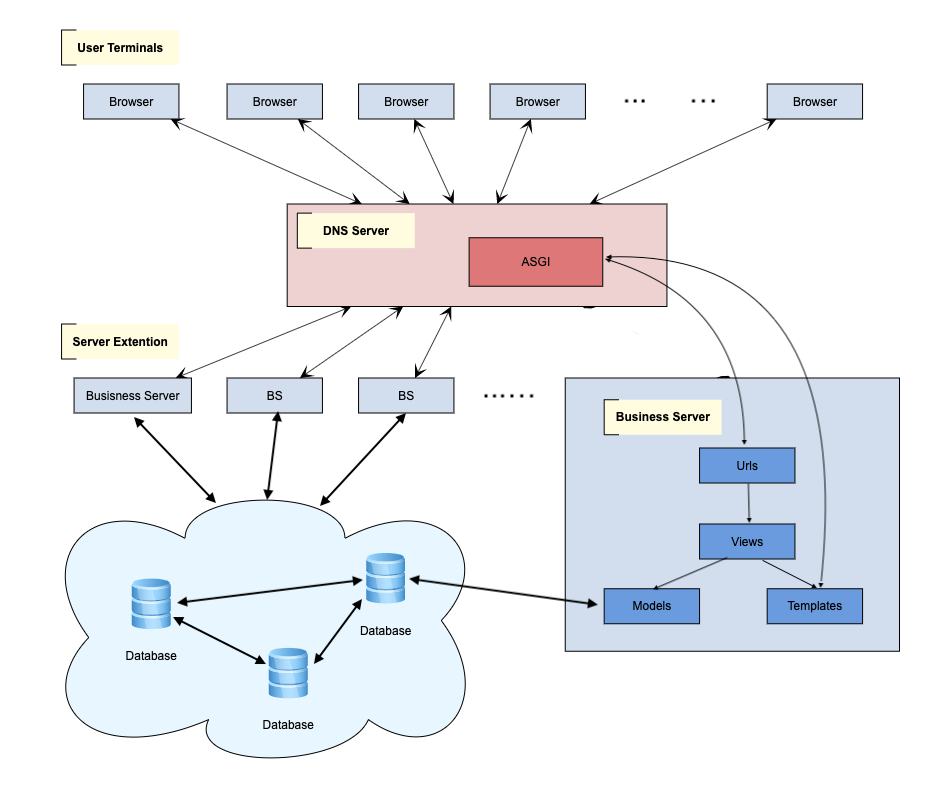 User Terminals
Browser
Browser
Browser
Browser
... ...
Browser
DNS Server
ASGI
Server Extention
Busisness Server
BS
BS
......
Business Server
Urls
Views
Models
Templates
Database
Database
Database